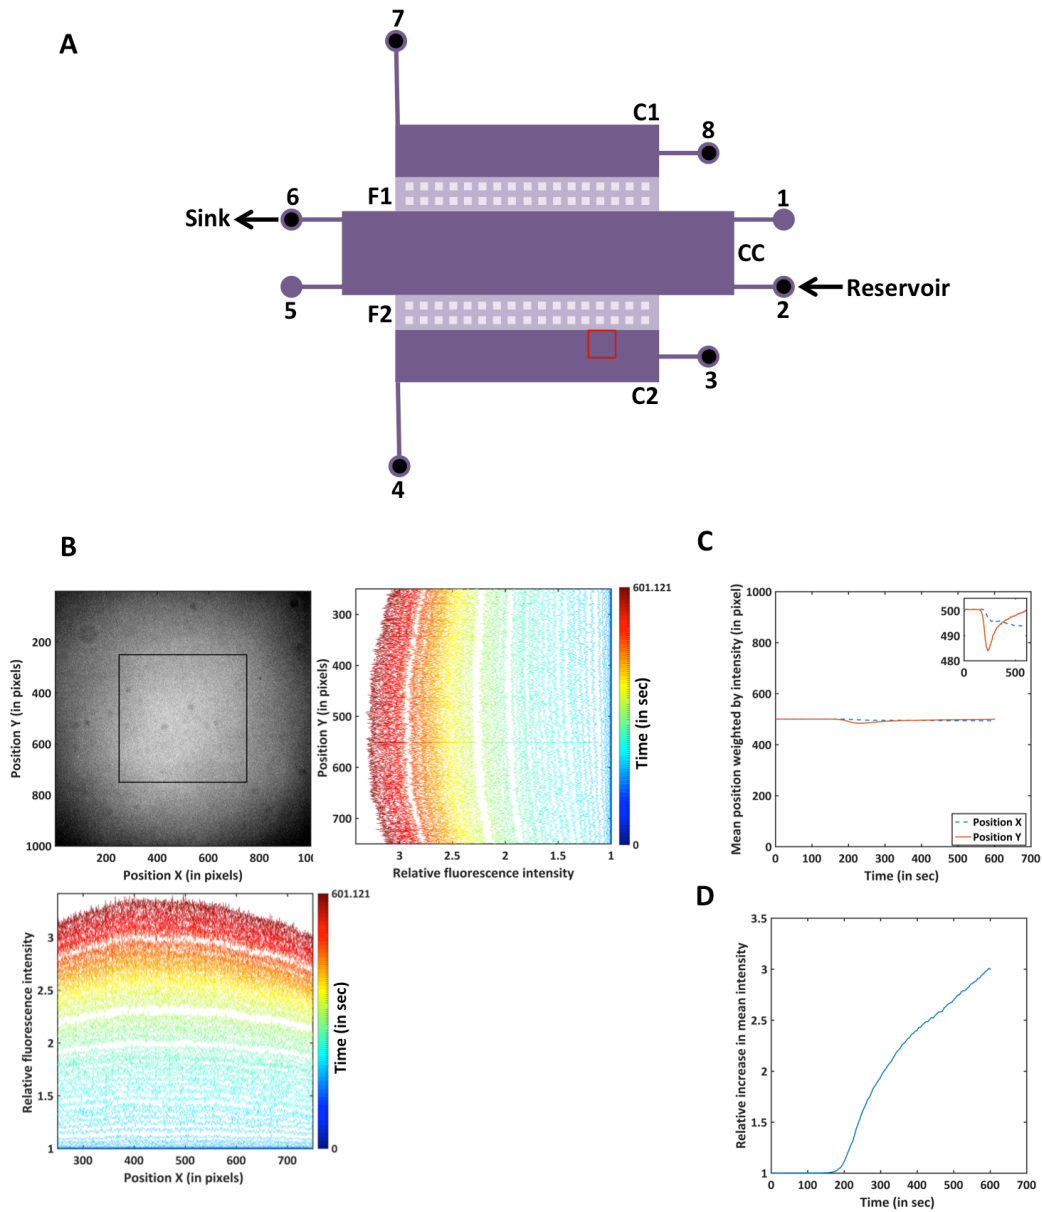 A
7
C1
8
F1
6
1
Sink
CC
5
Reservoir
F2
2
3
C2
4
B
C
200
400
600
800
1000
200 400 600 800 100
Position Y (in pixels)
Position X (in pixels)
300
400
500
600
700
3 2.5 2 1.5 1
Position Y (in pixels)
Relative fluorescence intensity
601.121
0
Time (in sec)
1000
900
800
700
600
500
400
300
200
100
0
0 100 200 300 400 500 600 700
Mean position weighted by intensity (in pixel)
Time (in sec)
500
490
480
0 500
Position X
Position Y
3
2.5
2
1.5
1
300 400 500 600 700
Relative fluorescence intensity
Position X (in pixels)
601.121
0
Time (in sec)
D
3.5
3
2.5
2
1.5
1
0 100 200 300 400 500 600 700
Relative increase in mean intensity
Time (in sec)